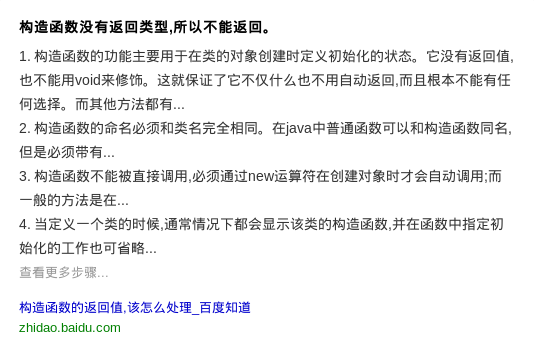 构造函数没有返回类型,所以不能返回。
1. 构造函数的功能主要用于在类的对象创建时定义初始化的状态。它没有返回值,
也不能用void来修饰。这就保证了它不仅什么也不用自动返回,而且根本不能有任
何选择。而其他方法都有...
2. 构造函数的命名必须和类名完全相同。在java中普通函数可以和构造函数同名,
但是必须带有...
3. 构造函数不能被直接调用,必须通过new运算符在创建对象时才会自动调用;而
一般的方法是在...
4. 当定义一个类的时候,通常情况下都会显示该类的构造函数,并在函数中指定初
始化的工作也可省略...
查看更多步骤...
构造函数的返回值,该怎么处理_百度知道
zhidao.baidu.com